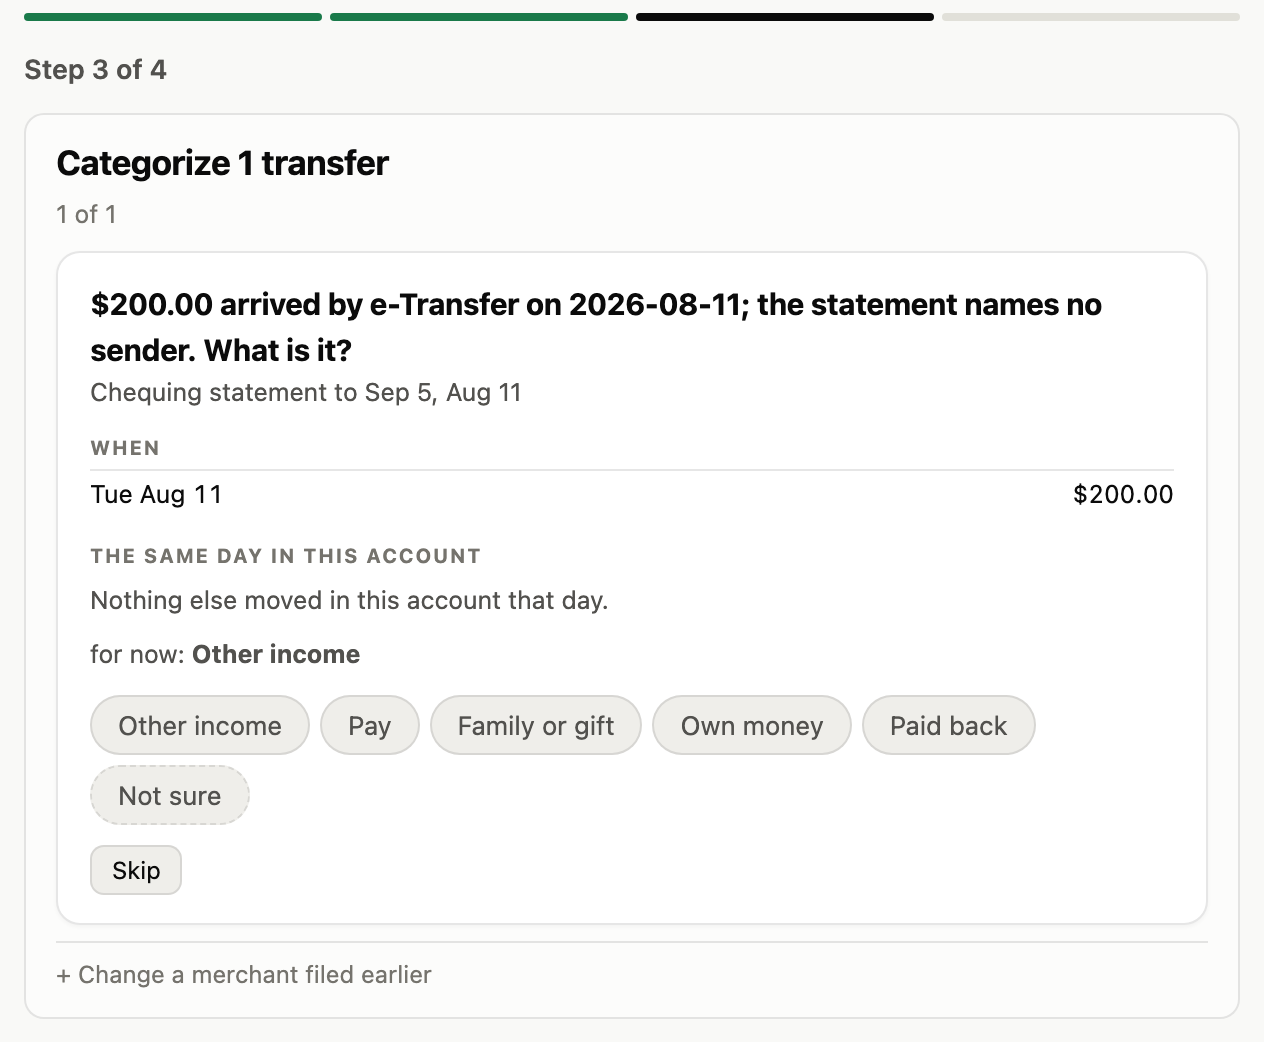 Step 3 of 4
Categorize 1 transfer
1 of 1
$200.00 arrived by e-Transfer on 2026-08-11; the statement names no
sender. What is it?
Chequing statement to Sep 5, Aug 11
WHEN
Tue Aug 11 $200.00
THE SAME DAY IN THIS ACCOUNT
Nothing else moved in this account that day.
for now: Other income
Other income Pay Family or gift Own money Paid back
Not sure
Skip
+ Change a merchant filed earlier